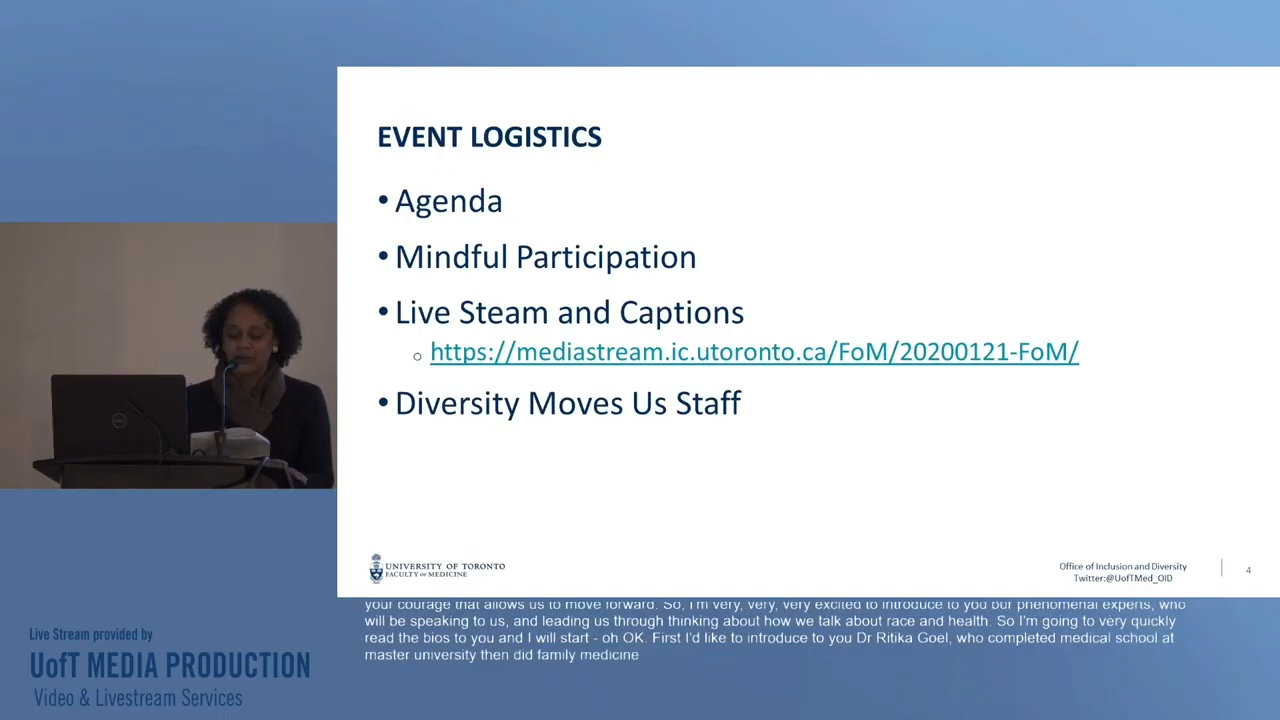 EVENT LOGISTICS
• Agenda
• Mindful Participation
• Live Steam and Captions
○ https://mediastream.ic.utoronto.ca/FoM/20200121-FoM/
• Diversity Moves Us Staff
UNIVERSITY OF TORONTO
FACULTY OF MEDICINE
Office of Inclusion and Diversity
Twitter:@UofTMed_OID
4
your courage that allows us to move forward. So, I'm very, very, very excited to introduce to you our phenomenal experts, who
will be speaking to us, and leading us through thinking about how we talk about race and health. So I'm going to very quickly
read the bios to you and I will start - oh OK. First I'd like to introduce to you Dr Ritika Goel, who completed medical school at
master university then did family medicine
Live Stream provided by
UofT MEDIA PRODUCTION
Video & Livestream Services